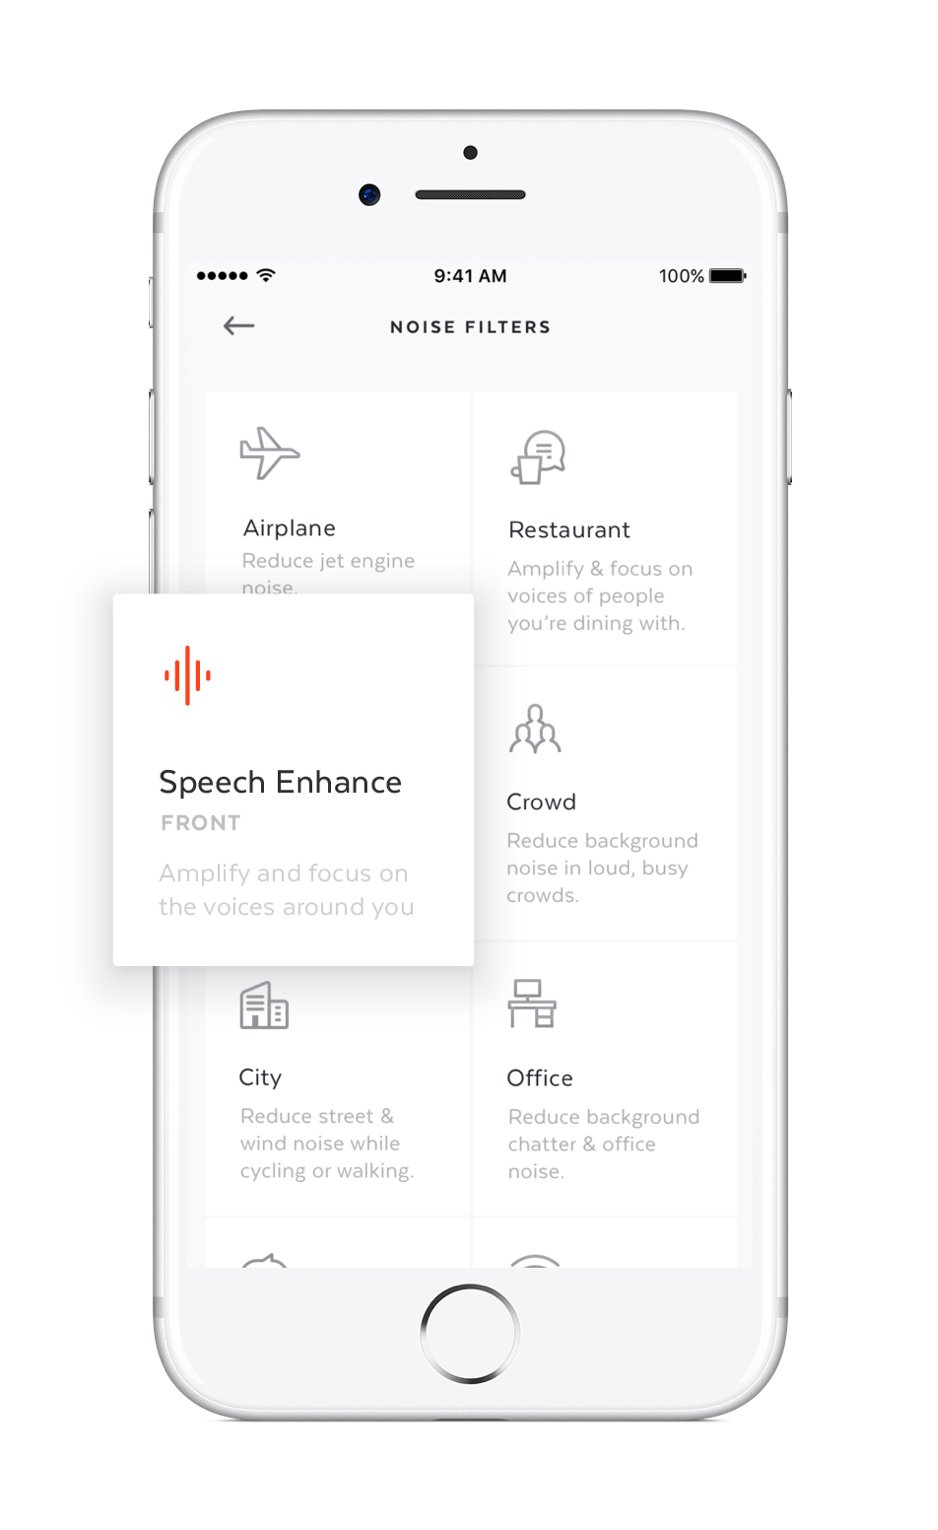 9:41 AM
100%
NOISE FILTERS
Airplane
Reduce jet engine
noise.
Restaurant
Amplify & focus on
voices of people
you're dining with.
Speech Enhance
FRONT
Amplify and focus on
the voices around you
Crowd
Reduce background
noise in loud, busy
crowds.
City
Reduce street &
wind noise while
cycling or walking.
Office
Reduce background
chatter & office
noise.